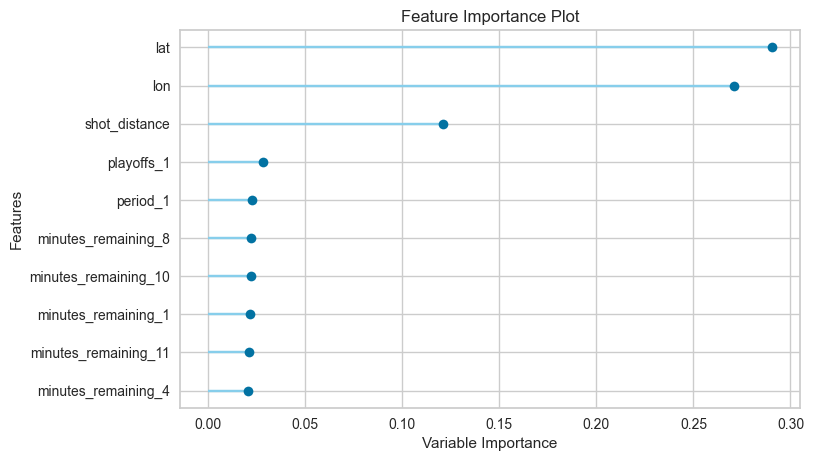 Feature Importance Plot
lat
lon
shot_distance
playoffs_1
period_1
minutes_remaining_8
minutes_remaining_10
minutes_remaining_1
minutes_remaining_11
minutes_remaining_4
Features
0.00 0.05 0.10 0.15 0.20 0.25 0.30
Variable Importance